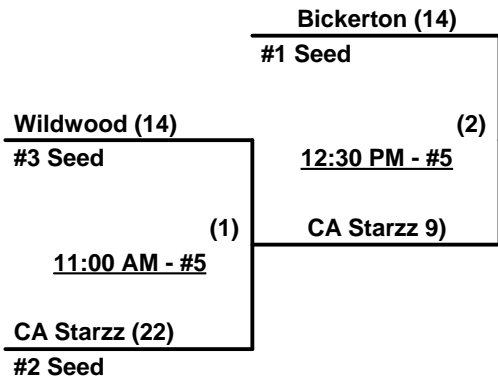 Bickerton (14)
#1 Seed
Wildwood (14)
(2)
#3 Seed
12:30 PM - #5
(1)
CA Starzz 9)
11:00 AM - #5
CA Starzz (22)
#2 Seed